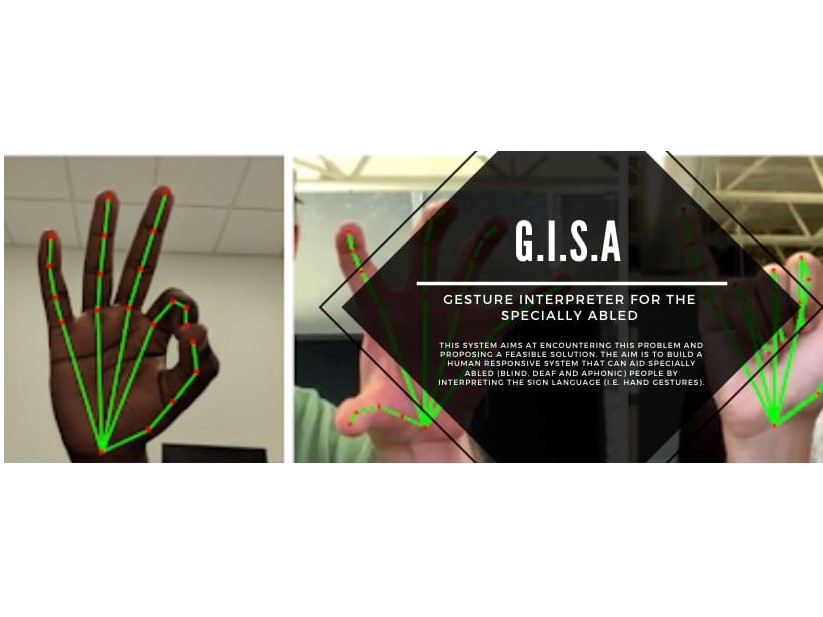 G.I.S.A
GESTURE INTERPRETER FOR THE
SPECIALLY ABLED
THIS SYSTEM AIMS AT ENCOUNTERING THIS PROBLEM AND
PROPOSING A FEASIBLE SOLUTION. THE AIM IS TO BUILD A
HUMAN RESPONSIVE SYSTEM THAT CAN AID SPECIALLY
ABLED (BLIND, DEAF AND APHONIC) PEOPLE BY
INTERPRETING THE SIGN LANGUAGE (I.E. HAND GESTURES).